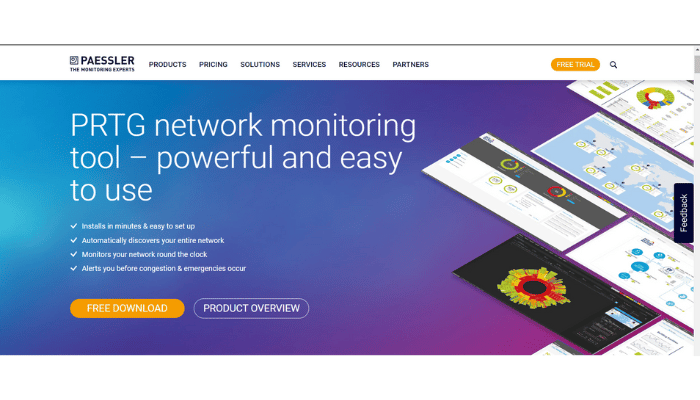 PAESSLER
THE MONITORING EXPERTS
PRODUCTS PRICING SOLUTIONS SERVICES RESOURCES PARTNERS
FREE TRIAL
PRTG network monitoring
tool – powerful and easy
to use
Installs in minutes & easy to set up
Automatically discovers your entire network
Monitors your network round the clock
Alerts you before congestion & emergencies occur
FREE DOWNLOAD
PRODUCT OVERVIEW
Feedback